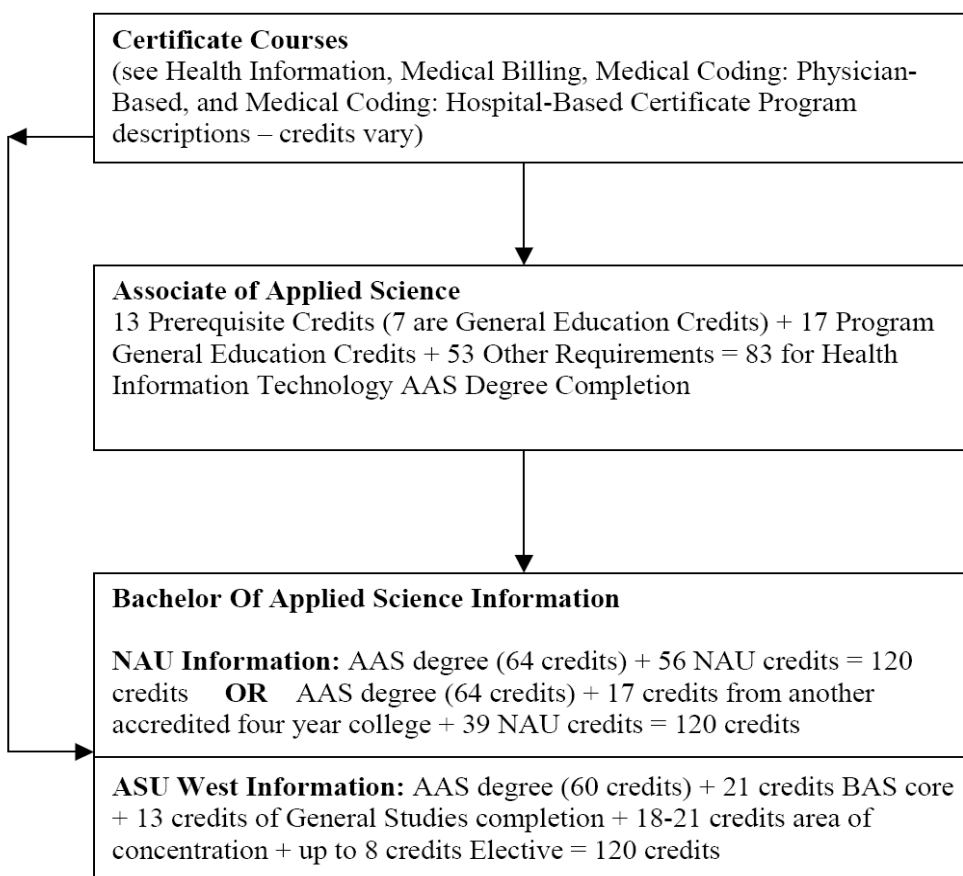 Certificate Courses
(see Health Information, Medical Billing, Medical Coding: Physician-
Based, and Medical Coding: Hospital-Based Certificate Program
descriptions – credits vary)
Associate of Applied Science
13 Prerequisite Credits (7 are General Education Credits) + 17 Program
General Education Credits + 53 Other Requirements = 83 for Health
Information Technology AAS Degree Completion
Bachelor Of Applied Science Information
NAU Information: AAS degree (64 credits) + 56 NAU credits = 120
credits OR AAS degree (64 credits) + 17 credits from another
accredited four year college + 39 NAU credits = 120 credits
ASU West Information: AAS degree (60 credits) + 21 credits BAS core
+ 13 credits of General Studies completion + 18-21 credits area of
concentration + up to 8 credits Elective = 120 credits